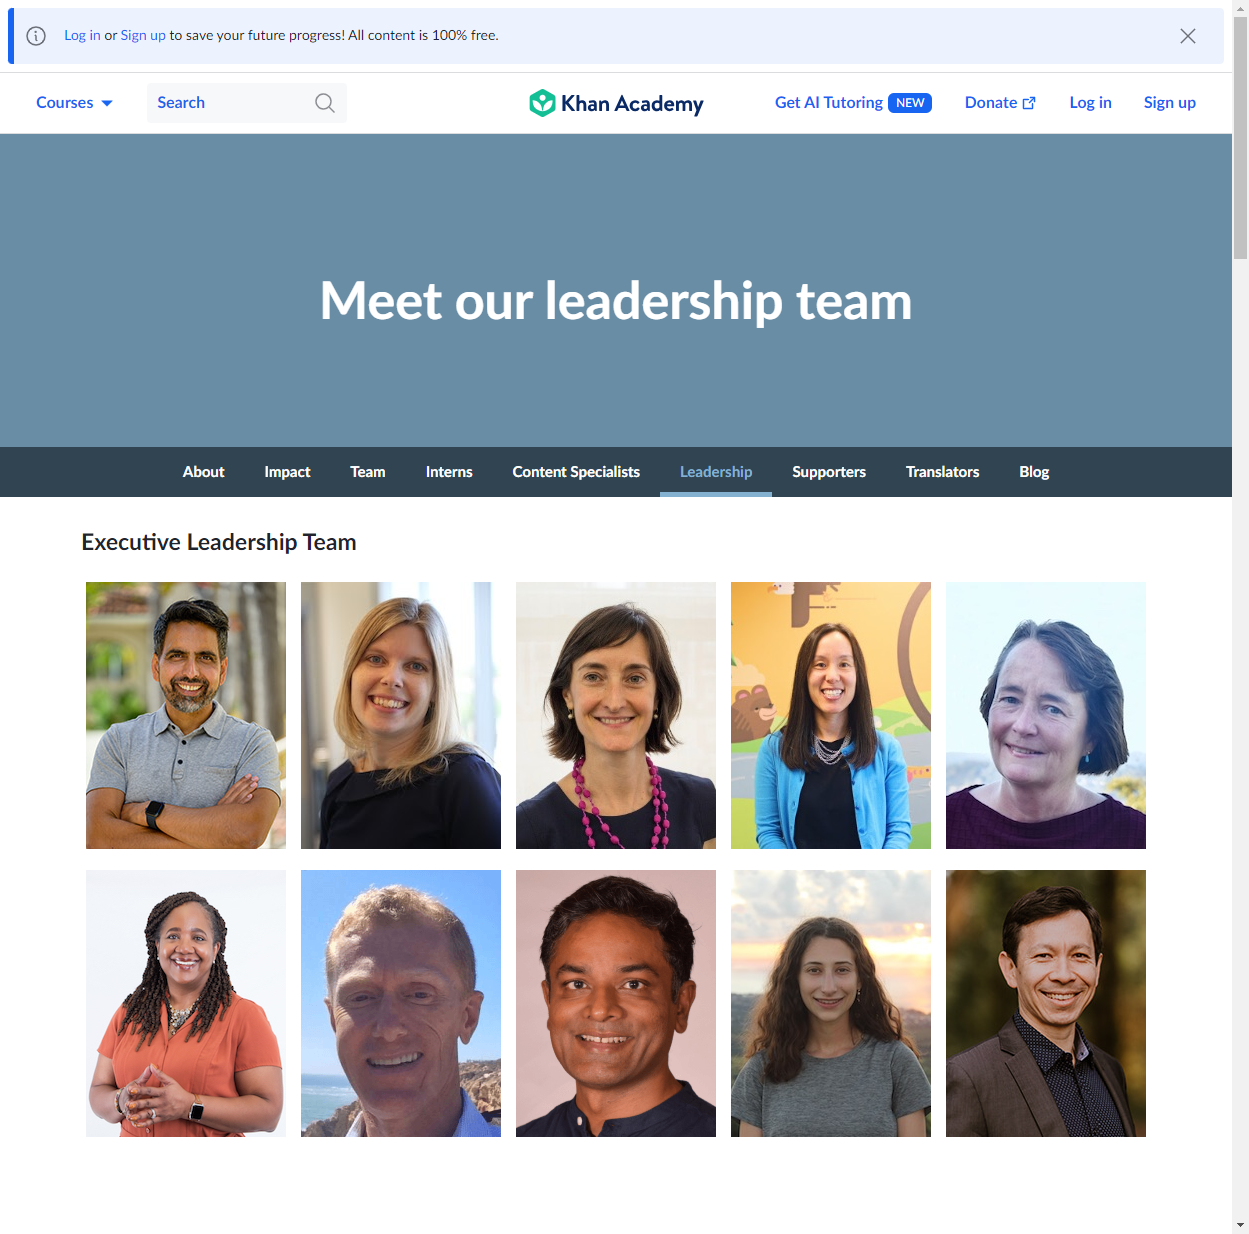 Log in or Sign up to save your future progress! All content is 100% free.
Courses Search Khan Academy Get AI Tutoring NEW Donate Log in Sign up
Meet our leadership team
About Impact Team Interns Content Specialists Leadership Supporters Translators Blog
Executive Leadership Team